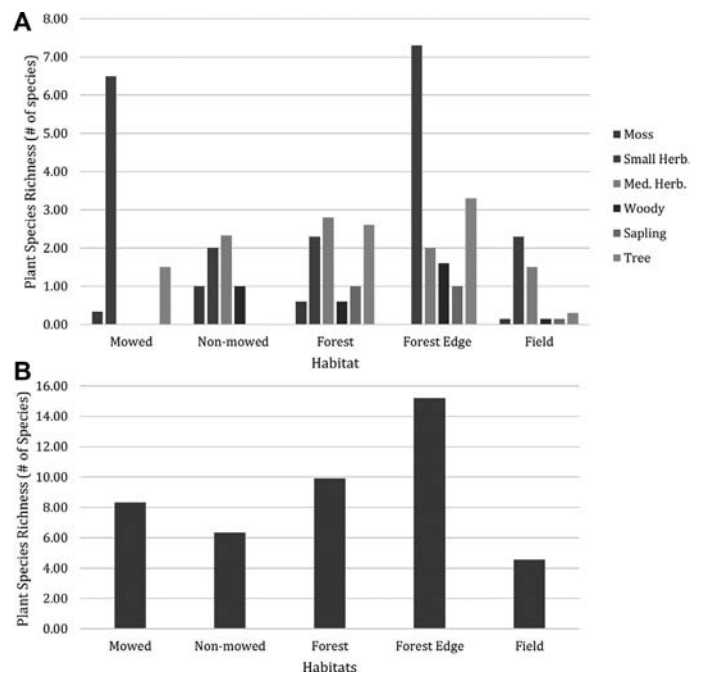 A
Plant Species Richness (# of species)
8.00
7.00
6.00
5.00
4.00
3.00
2.00
1.00
0.00
Mowed Non-mowed Forest Forest Edge Field
Habitat
Moss
Small Herb.
Med. Herb.
Woody
Sapling
Tree
B
Plant Species Richness (# of Species)
16.00
14.00
12.00
10.00
8.00
6.00
4.00
2.00
0.00
Mowed Non-mowed Forest Forest Edge Field
Habitats